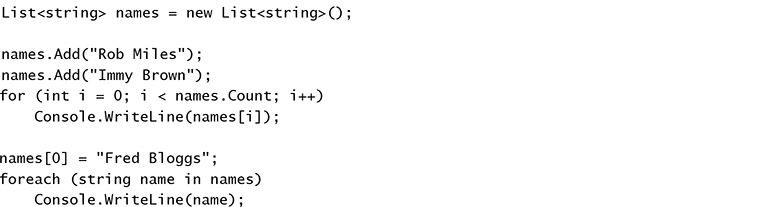 List<string> names = new List<string>();
names.Add("Rob Miles");
names.Add("Immy Brown");
for (int i = 0; i < names.Count; i++)
    Console.WriteLine(names[i]);
names[0] = "Fred Bloggs";
foreach (string name in names)
    Console.WriteLine(name);